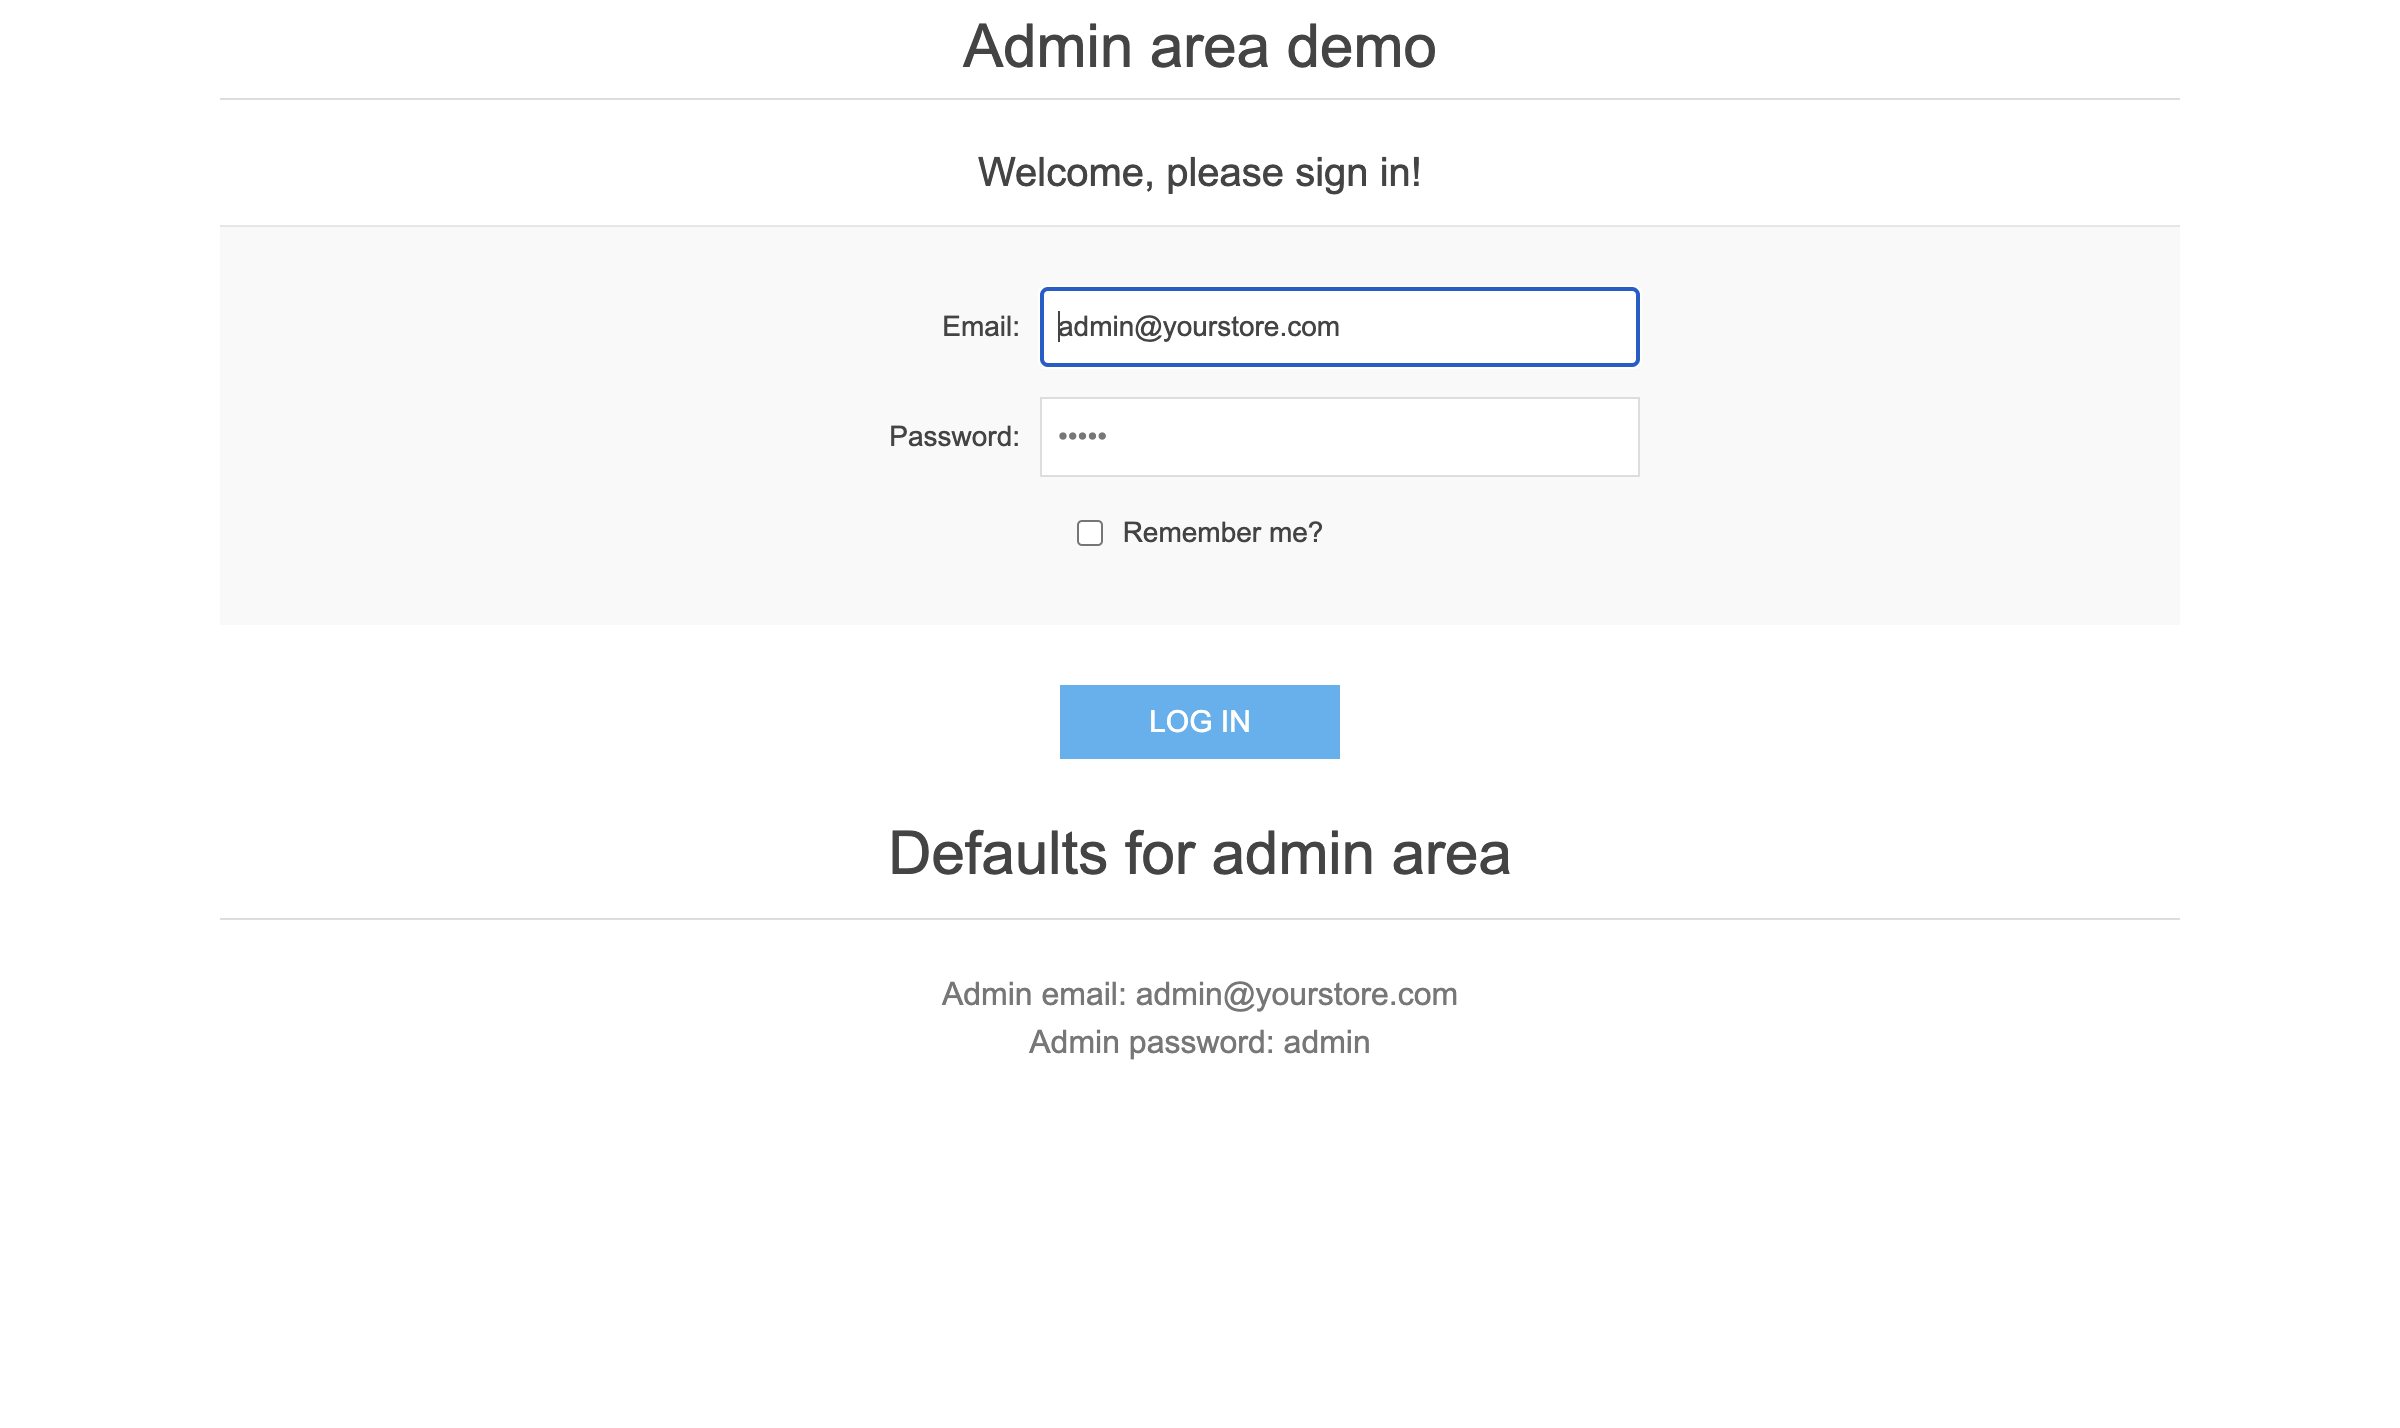 Admin area demo
Welcome, please sign in!
Email: admin@yourstore.com
Password: •••••
Remember me?
LOG IN
Defaults for admin area
Admin email: admin@yourstore.com
Admin password: admin